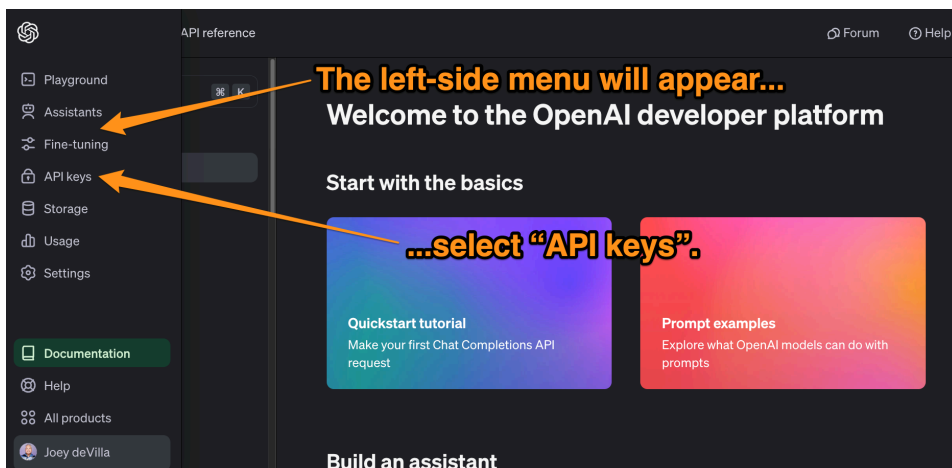 API reference
Forum
Help
Playground
Assistants
Fine-tuning
API keys
Storage
Usage
Settings
Documentation
Help
All products
Joey deVilla
⌘ K
The left-side menu will appear...
Welcome to the OpenAI developer platform
Start with the basics
...select “API keys”.
Quickstart tutorial
Make your first Chat Completions API
request
Prompt examples
Explore what OpenAI models can do with
prompts
Build an assistant